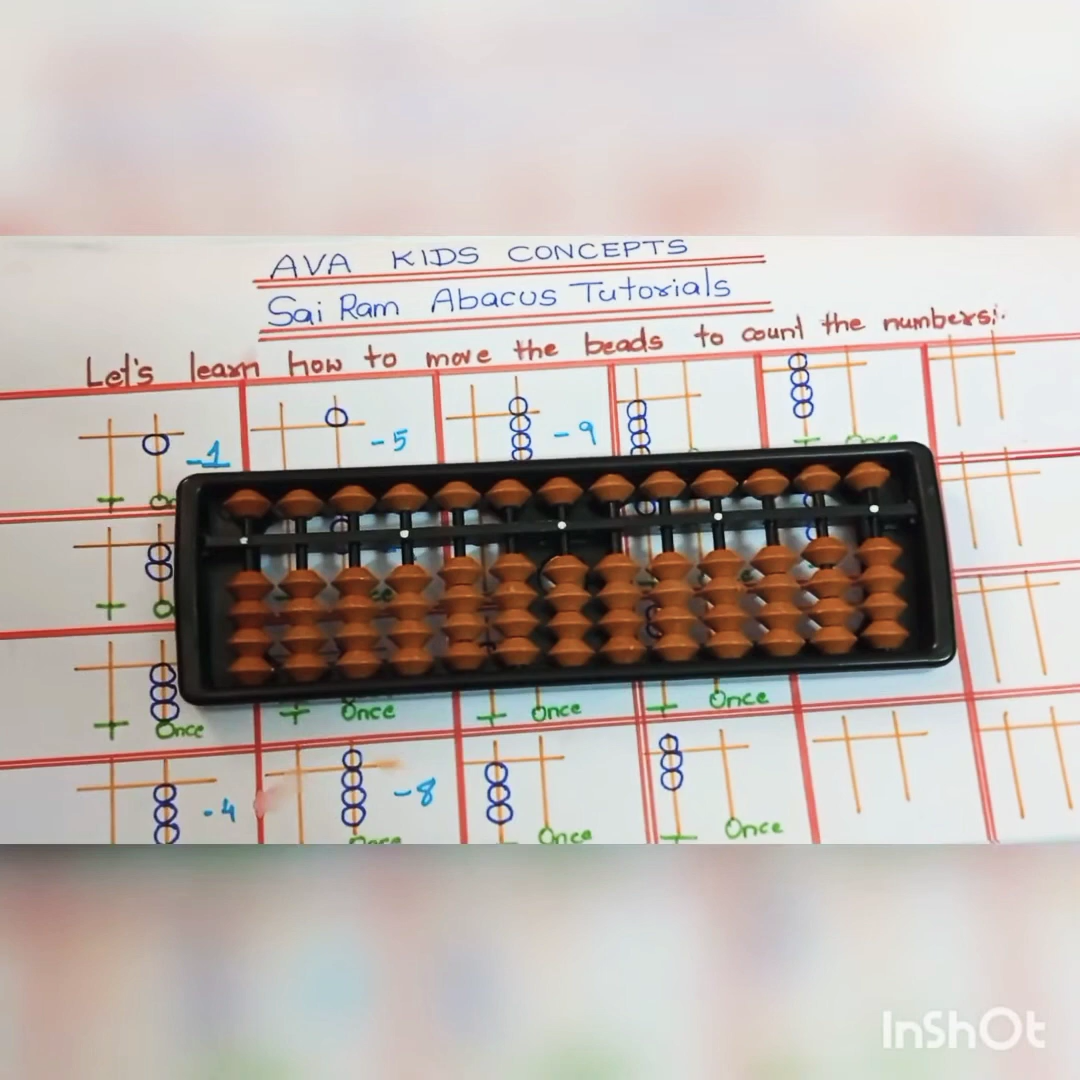 AVA KIDS CONCEPTS
Sai Ram Abacus Tutorials
Let's learn how to move the beads to count the numbers:.
-1
-5
-9
T
Once
T
T
T Once
T Once
T Once
T Once
-4
-8
Once
Once
T Once
InShOt